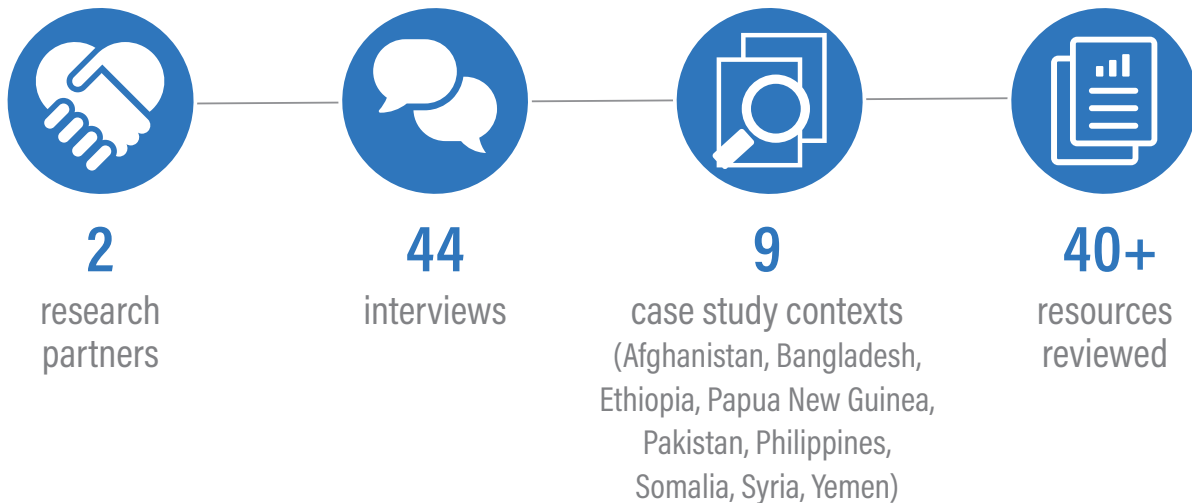 2
research
partners
44
interviews
9
case study contexts
(Afghanistan, Bangladesh,
Ethiopia, Papua New Guinea,
Pakistan, Philippines,
Somalia, Syria, Yemen)
40+
resources
reviewed